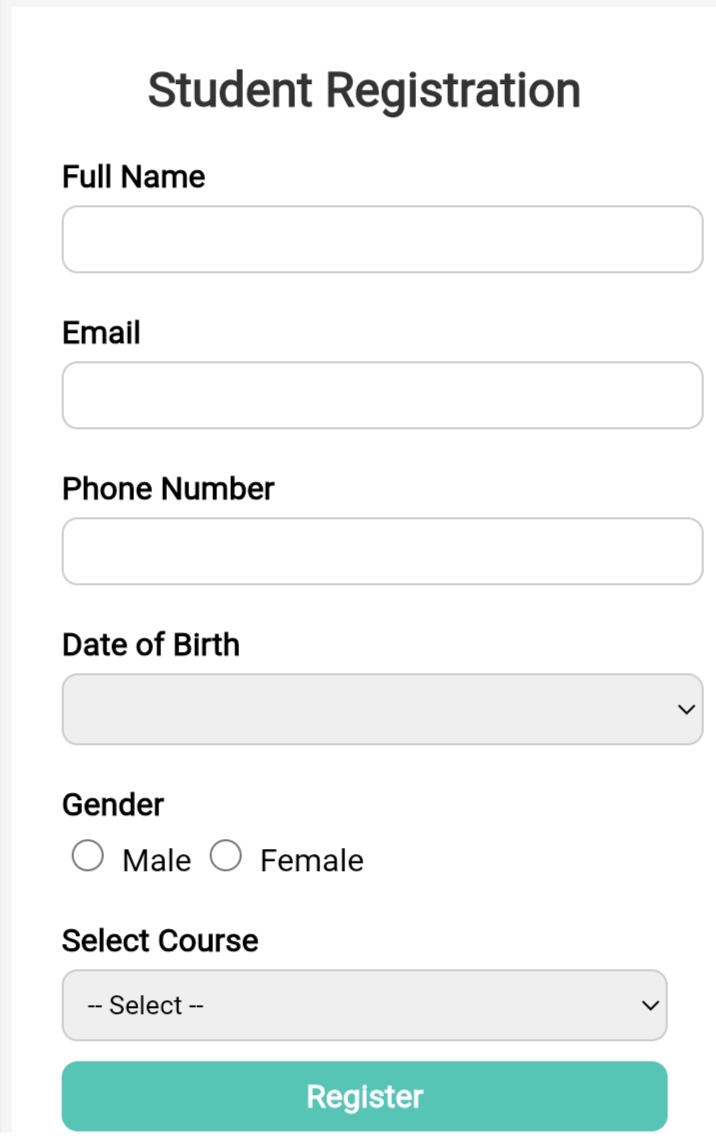 Student Registration
Full Name
Email
Phone Number
Date of Birth
Gender
Male Female
Select Course
-- Select --
Register